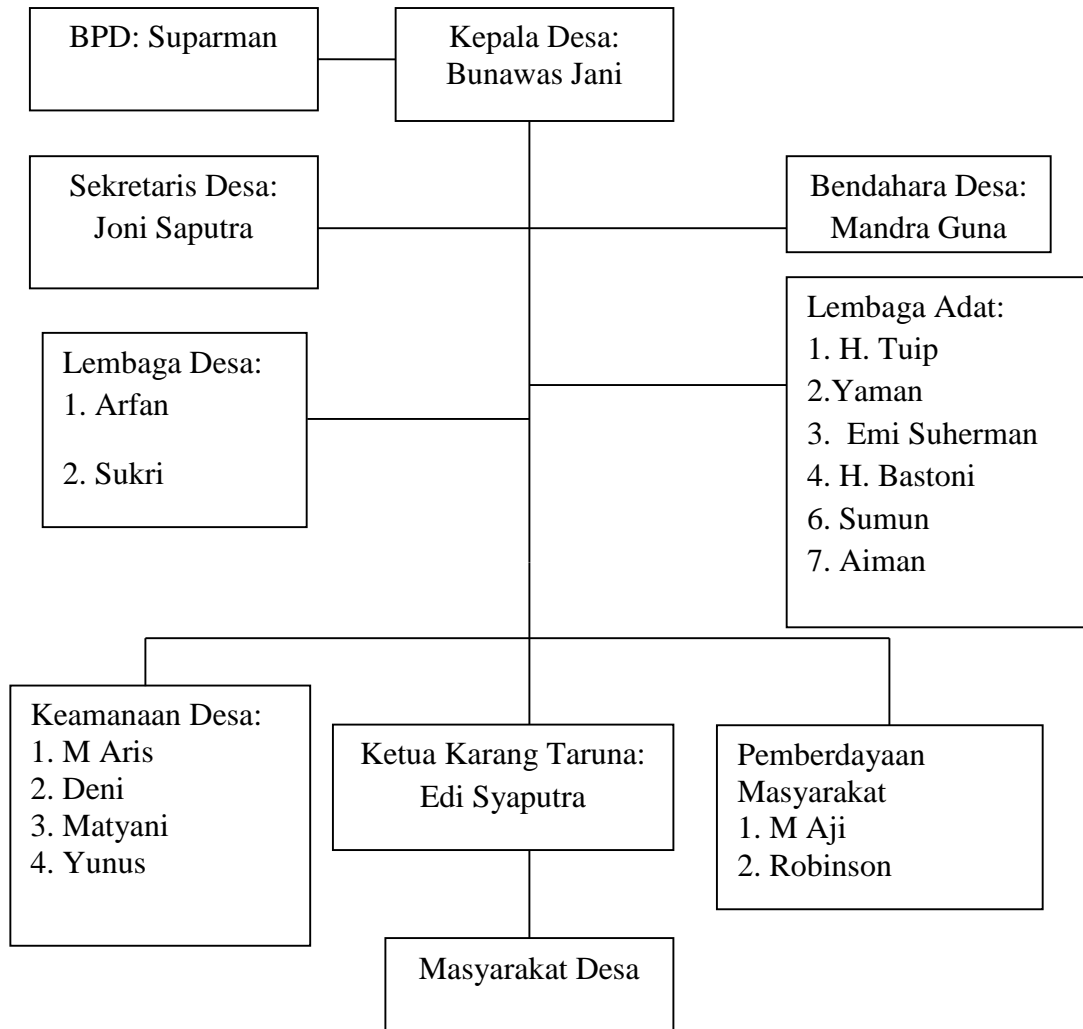 BPD: Suparman
Kepala Desa:
Bunawas Jani
Sekretaris Desa:
Joni Saputra
Bendahara Desa:
Mandra Guna
Lembaga Desa:
1. Arfan
2. Sukri
Lembaga Adat:
1. H. Tuip
2.Yaman
3. Emi Suherman
4. H. Bastoni
6. Sumun
7. Aiman
Keamanaan Desa:
1. M Aris
2. Deni
3. Matyani
4. Yunus
Ketua Karang Taruna:
Edi Syaputra
Pemberdayaan
Masyarakat
1. M Aji
2. Robinson
Masyarakat Desa